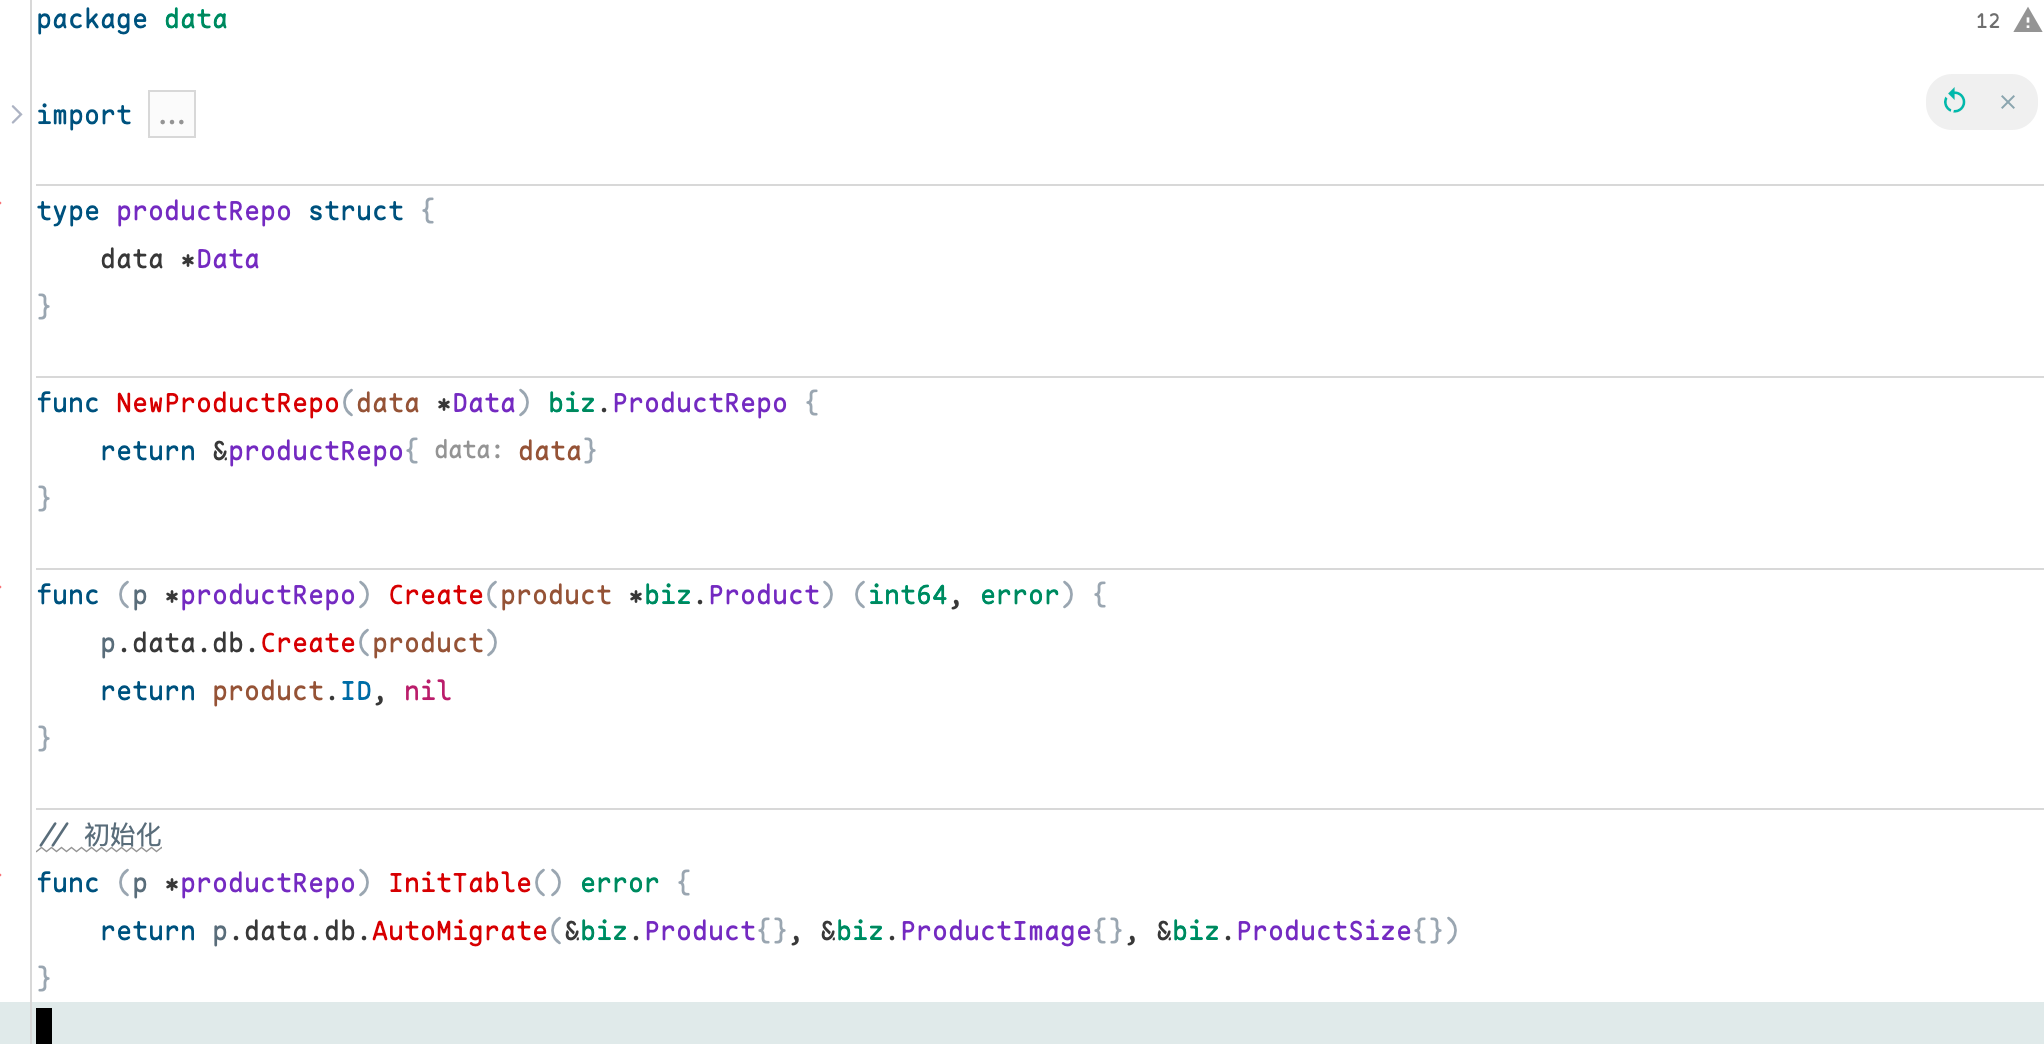 package data
12
import ...
type productRepo struct {
data *Data
}
func NewProductRepo(data *Data) biz.ProductRepo {
return &productRepo{ data: data}
}
func (p *productRepo) Create(product *biz.Product) (int64, error) {
p.data.db.Create(product)
return product.ID, nil
}
// 初始化
func (p *productRepo) InitTable() error {
return p.data.db.AutoMigrate(&biz.Product{}, &biz.ProductImage{}, &biz.ProductSize{})
}